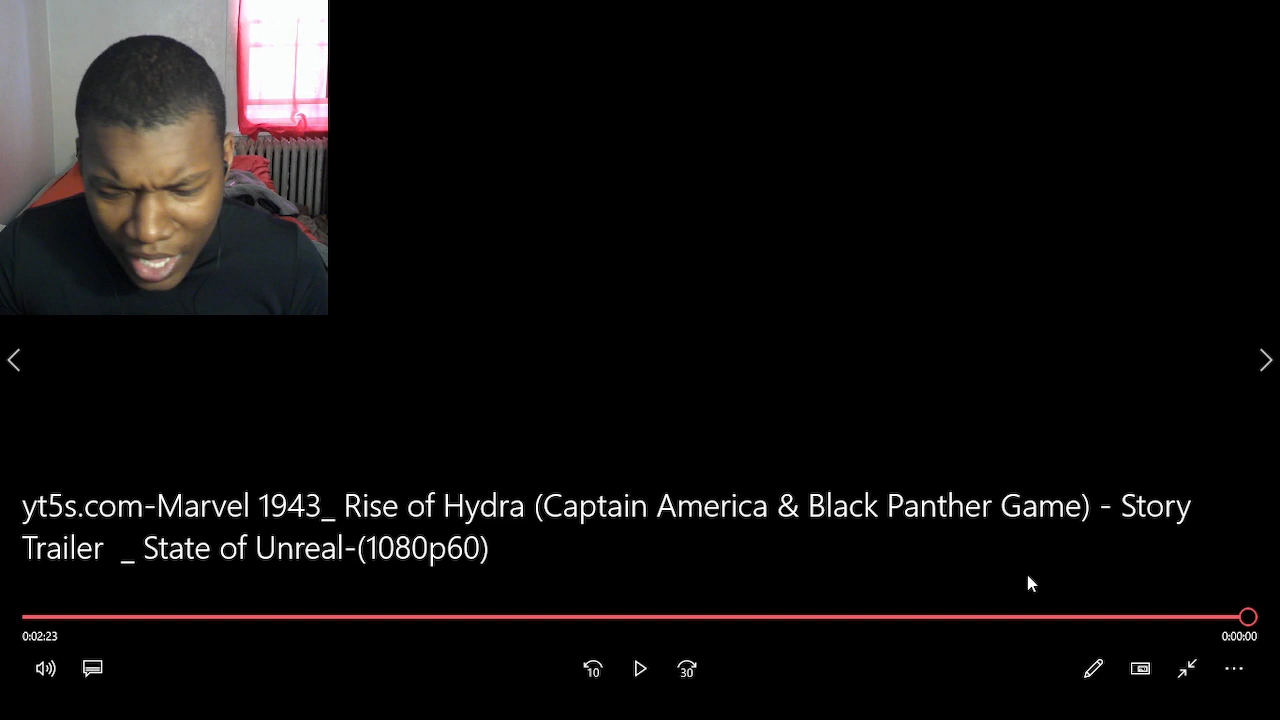 yt5s.com-Marvel 1943_ Rise of Hydra (Captain America & Black Panther Game) - Story
Trailer _ State of Unreal-(1080p60)
0:02:23
0:00:00
10
30